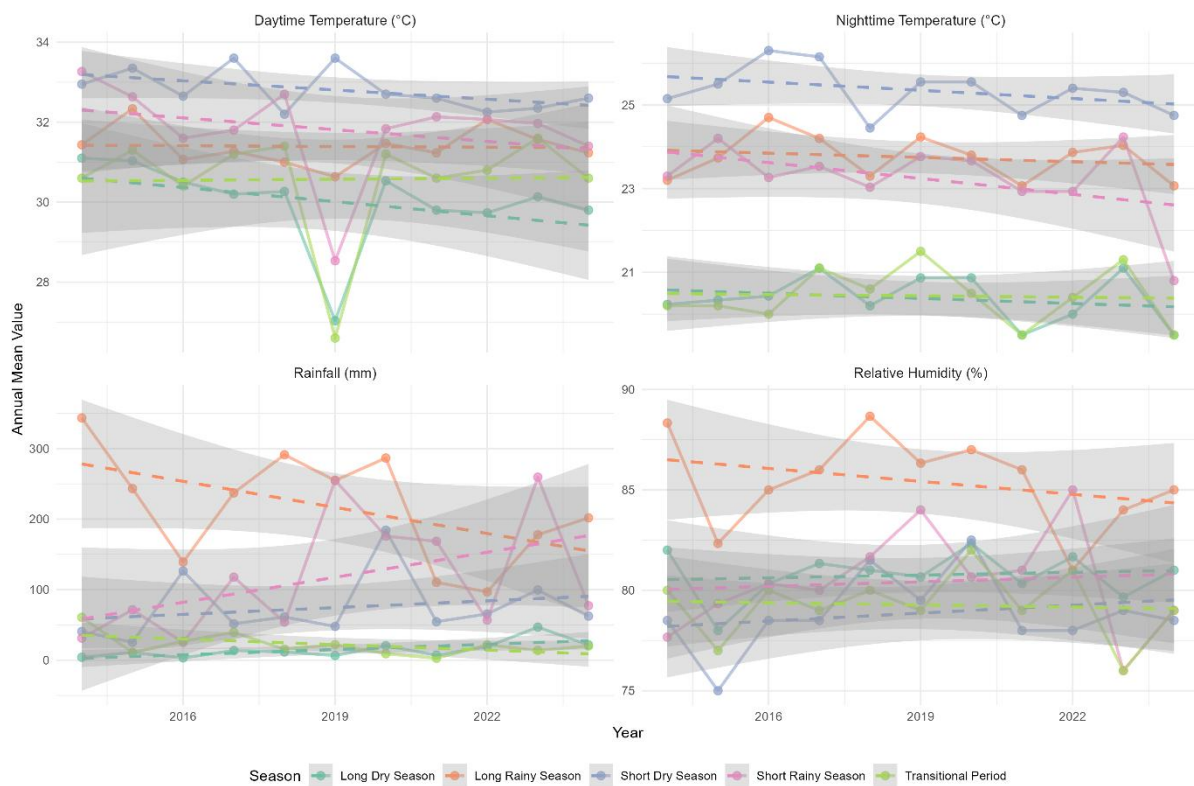 Daytime Temperature (°C)
Nighttime Temperature (°C)
34
32
30
28
25
23
21
Annual Mean Value
Rainfall (mm)
Relative Humidity (%)
300
200
100
0
90
85
80
75
2016
2019
2022
2016
2019
2022
Year
Season
Long Dry Season
Long Rainy Season
Short Dry Season
Short Rainy Season
Transitional Period